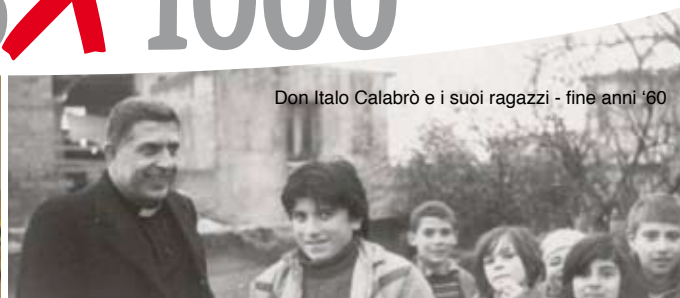 X 1000
Don Italo Calabrò e i suoi ragazzi - fine anni ‘60